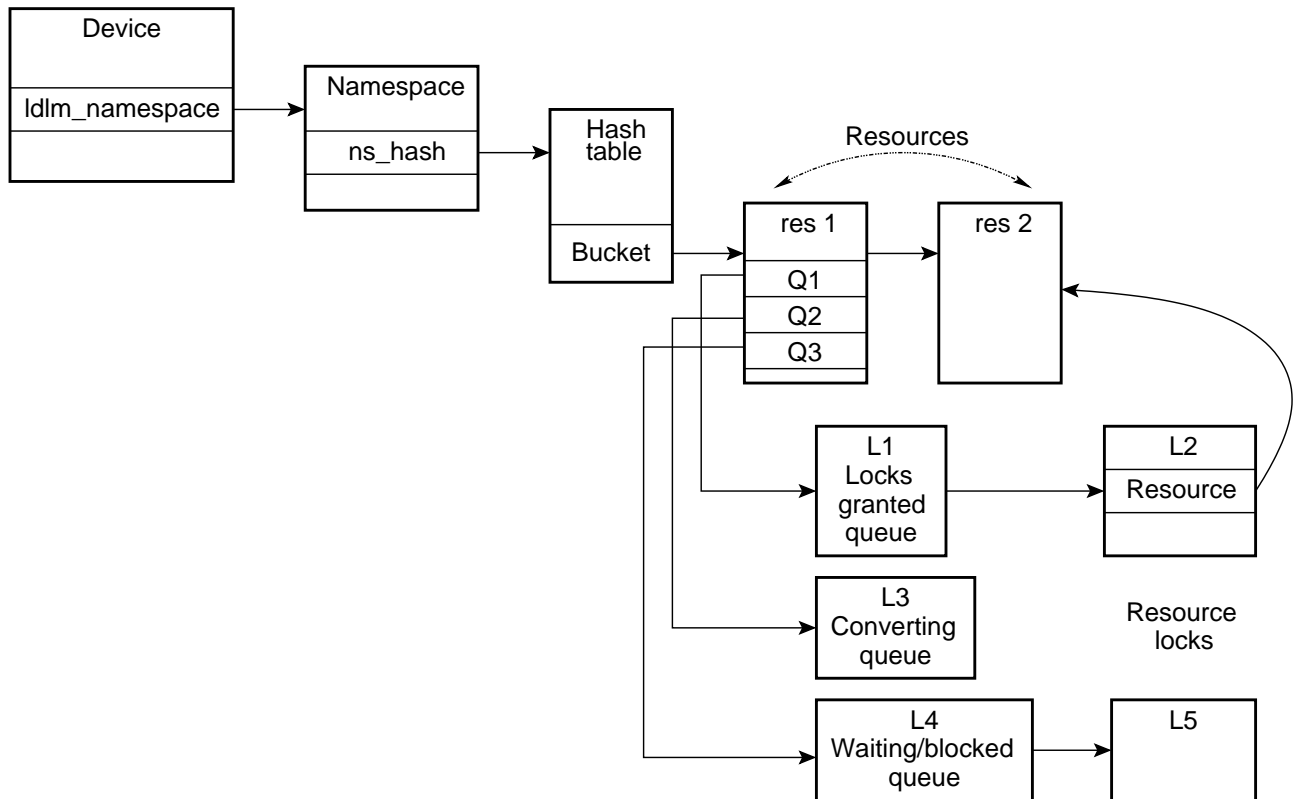 Device
ldlm_namespace
Namespace
ns_hash
Hash
table
Bucket
Resources
res 1
Q1
Q2
Q3
res 2
L1
Locks
granted
queue
L2
Resource
L3
Converting
queue
Resource
locks
L4
Waiting/blocked
queue
L5